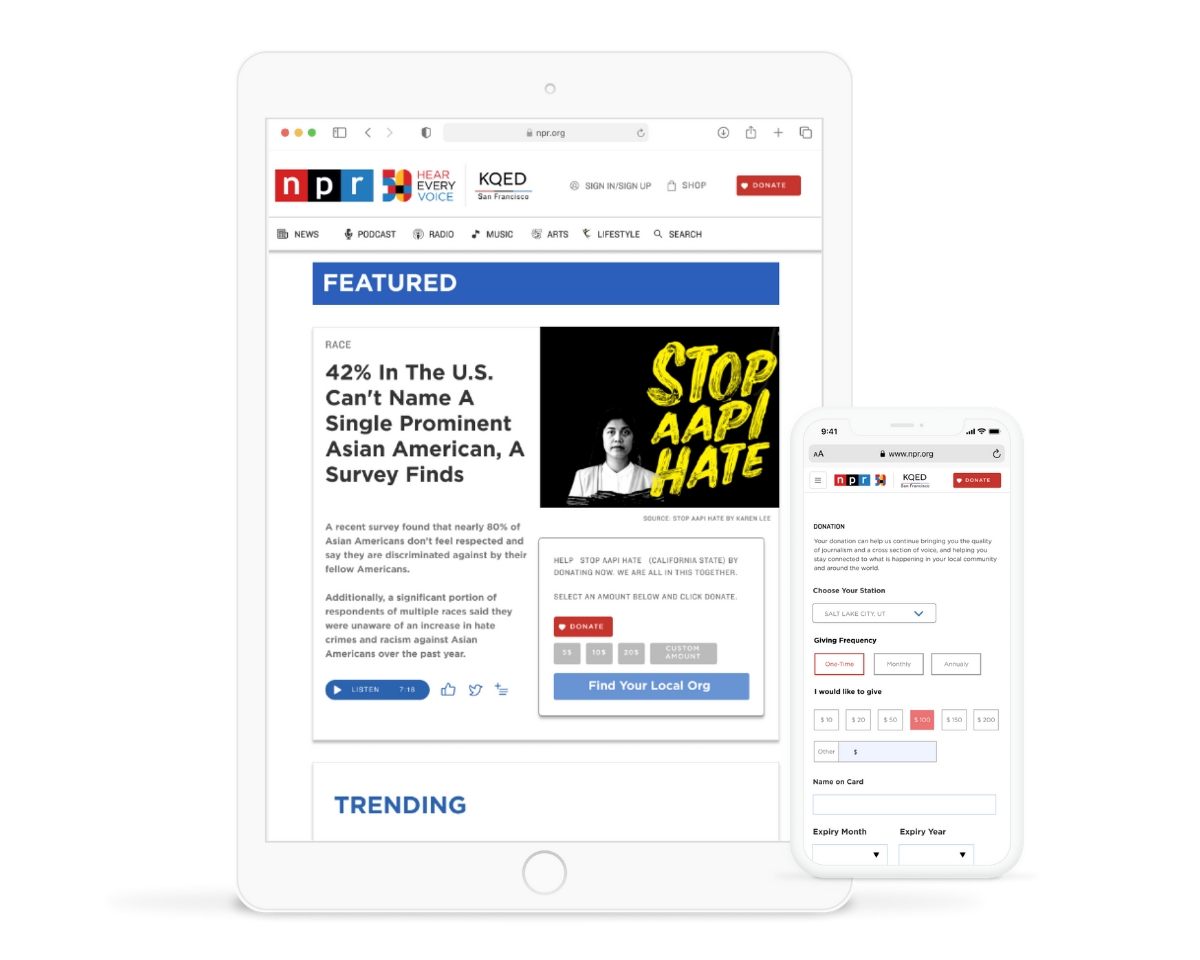 npr.org
npr
HEAR
EVERY
VOICE
KQED
San Francisco
SIGN IN/SIGN UP
SHOP
DONATE
NEWS
PODCAST
RADIO
MUSIC
ARTS
LIFESTYLE
SEARCH
FEATURED
RACE
42% In The U.S.
Can't Name A
Single Prominent
Asian American, A
Survey Finds
STOP
AAPI
HATE
SOURCE: STOP AAPI HATE BY KAREN LEE
A recent survey found that nearly 80% of
Asian Americans don't feel respected and
say they are discriminated against by their
fellow Americans.
Additionally, a significant portion of
respondents of multiple races said they
were unaware of an increase in hate
crimes and racism against Asian
Americans over the past year.
LISTEN 7:18
HELP STOP AAPI HATE (CALIFORNIA STATE) BY
DONATING NOW. WE ARE ALL IN THIS TOGETHER.
SELECT AN AMOUNT BELOW AND CLICK DONATE.
DONATE
5$
10$
20$
CUSTOM
AMOUNT
Find Your Local Org
TRENDING
9:41
AA
www.npr.org
npr
KQED
San Francisco
DONATE
DONATION
Your donation can help us continue bringing you the quality
of journalism and a cross section of voice, and helping you
stay connected to what is happening in your local community
and around the world.
Choose Your Station
SALT LAKE CITY, UT
Giving Frequency
One-Time
Monthly
Annualy
I would like to give
$ 10
$ 20
$ 50
$ 100
$ 150
$ 200
Other
$
Name on Card
Expiry Month
Expiry Year